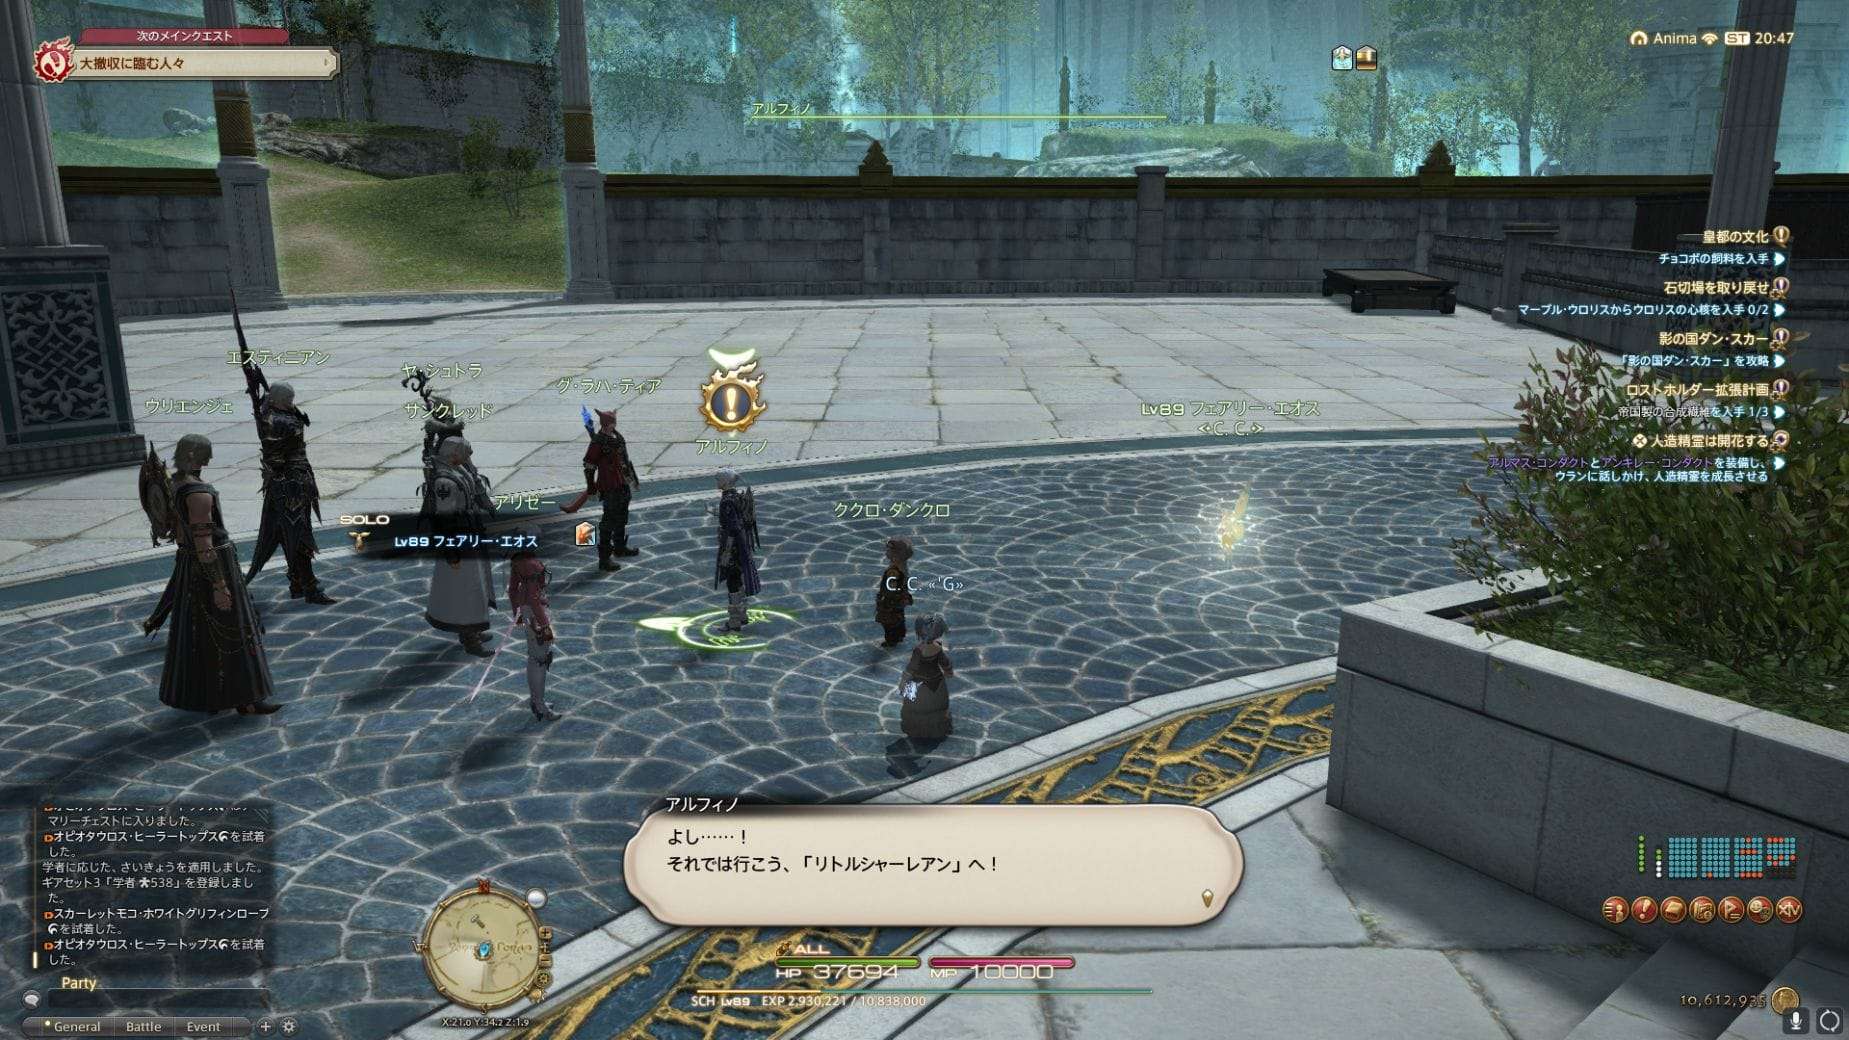 次のメインクエスト
大撤収に臨む人々
Anima ST 20:47
アルフィノ
皇都の文化
チョコボの飼料を入手
石切場を取り戻せ
マーブル・ウロリスからウロリスの心核を入手 0/2
影の国ダン・スカー
「影の国ダン・スカー」を攻略
ロストホルダー拡張計画
帝国製の合成繊維を入手 1/3
人造精霊は開花する
アルマス・コンダクトとアンキレー・コンダクトを装備し、
ウランに話しかけ、人造精霊を成長させる
エスティニアン
ウリエンジェ
ヤ・シュトラ
サンクレッド
グ・ラハ・ティア
アルフィノ
Lv89 フェアリー・エオス
«C. C.»
アリゼー
ククロ・ダンクロ
SOLO
Lv89 フェアリー・エオス
C. C. «'G»
アルフィノ
よし……！
それでは行こう、「リトルシャーレアン」へ！
マリーチェストに入りました。
オピオタウロス・ヒーラートップスを試着
した。
学者に応じた、さいきょうを適用しました。
ギアセット3「学者★538」を登録しまし
た。
スカーレットモコ・ホワイトグリフィンローブ
を試着した。
オピオタウロス・ヒーラートップスを試着
した。
Party
General Battle Event
X:21.0 Y:34.2 Z:1.9
ALL
HP 37694 MP 10000
SCH Lv89 EXP 2,930,221 / 10,838,000
10,612,935